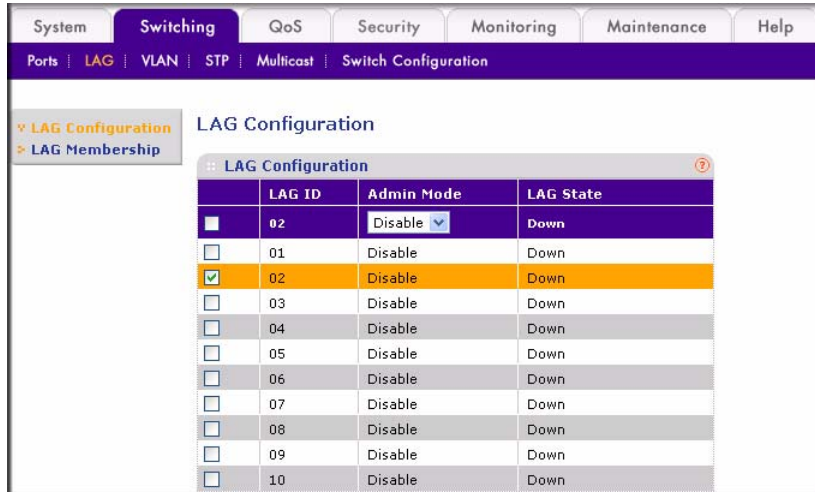 System Switching QoS Security Monitoring Maintenance Help
Ports LAG VLAN STP Multicast Switch Configuration
LAG Configuration
LAG Membership
LAG Configuration
LAG Configuration ?
LAG ID Admin Mode LAG State
02 Disable Down
01 Disable Down
02 Disable Down
03 Disable Down
04 Disable Down
05 Disable Down
06 Disable Down
07 Disable Down
08 Disable Down
09 Disable Down
10 Disable Down